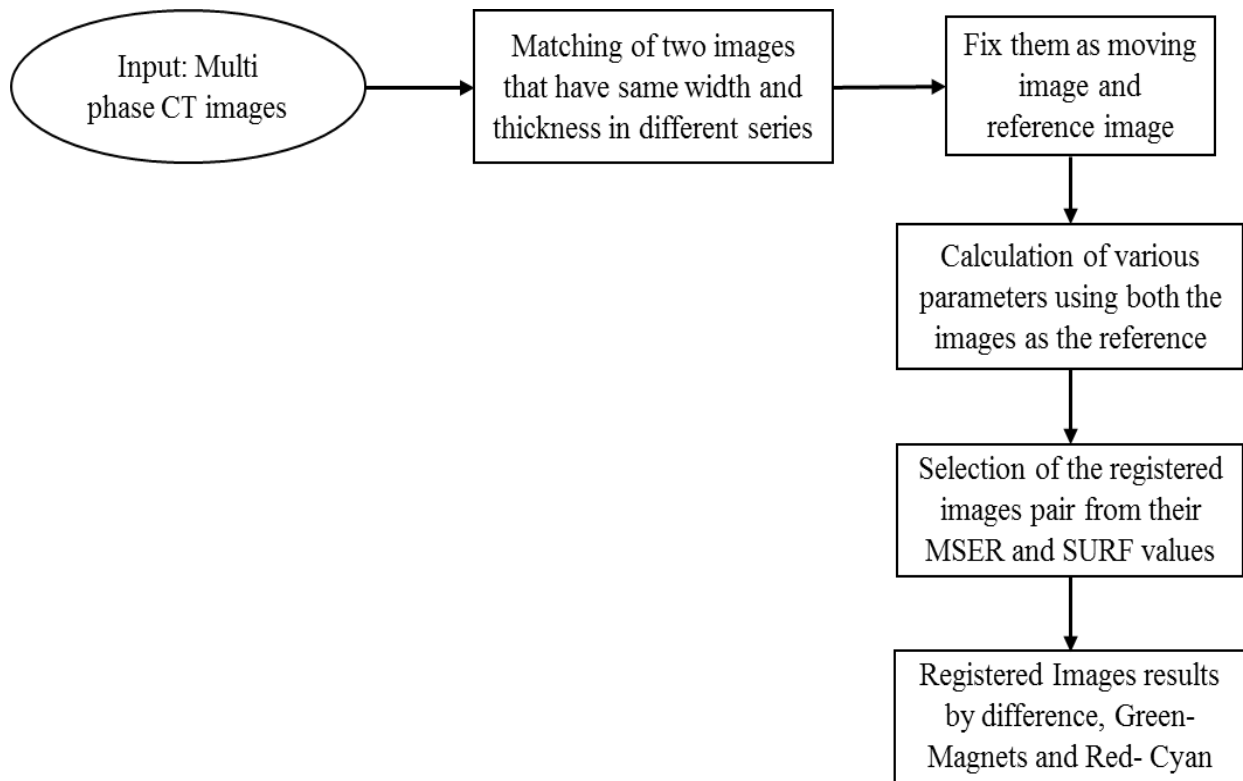 Input: Multi
phase CT images
Matching of two images
that have same width and
thickness in different series
Fix them as moving
image and
reference image
Calculation of various
parameters using both the
images as the reference
Selection of the registered
images pair from their
MSER and SURF values
Registered Images results
by difference, Green-
Magnets and Red- Cyan